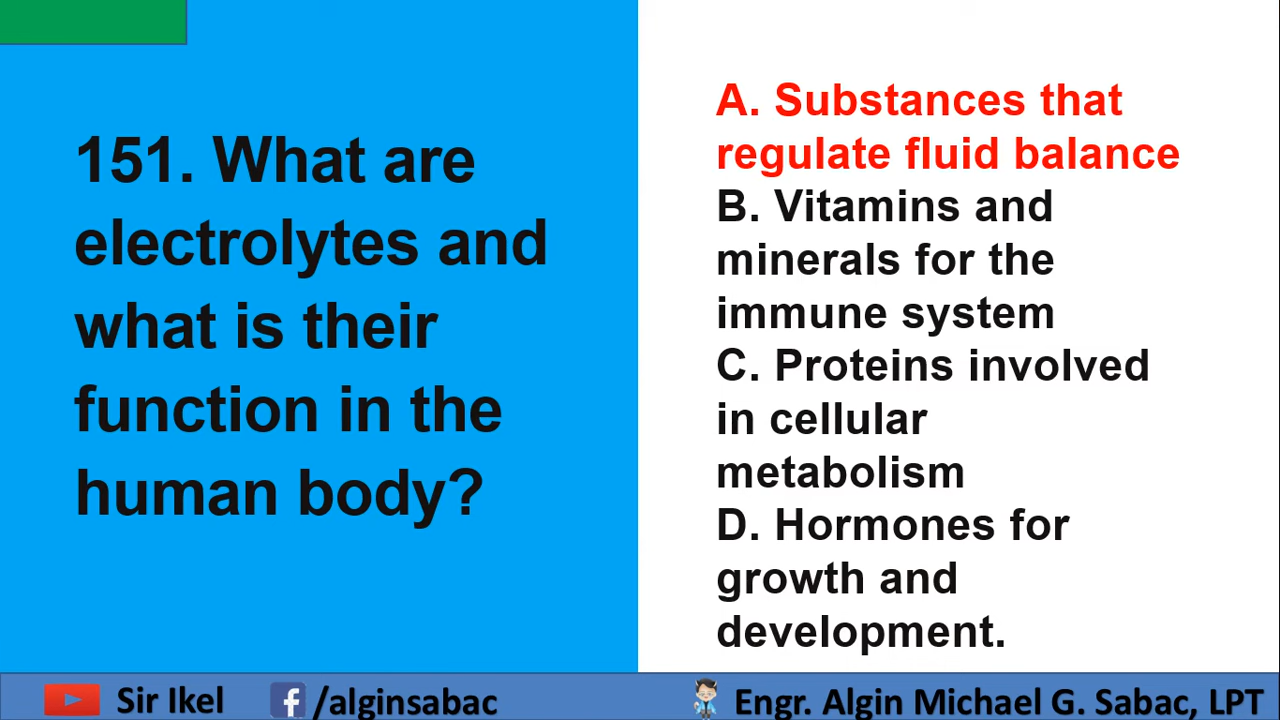 151. What are
electrolytes and
what is their
function in the
human body?
A. Substances that
regulate fluid balance
B. Vitamins and
minerals for the
immune system
C. Proteins involved
in cellular
metabolism
D. Hormones for
growth and
development.
Sir Ikel
f /alginsabac
Engr. Algin Michael G. Sabac, LPT